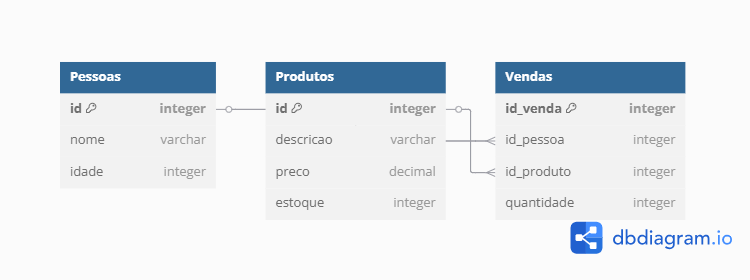 Pessoas
id integer
nome varchar
idade integer
Produtos
id integer
descricao varchar
preco decimal
estoque integer
Vendas
id_venda integer
id_pessoa integer
id_produto integer
quantidade integer
dbdiagram.io